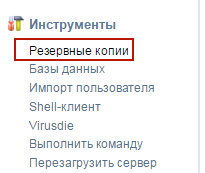 Инструменты
Резервные копии
Базы данных
Импорт пользователя
Shell-клиент
Virusdie
Выполнить команду
Перезагрузить сервер